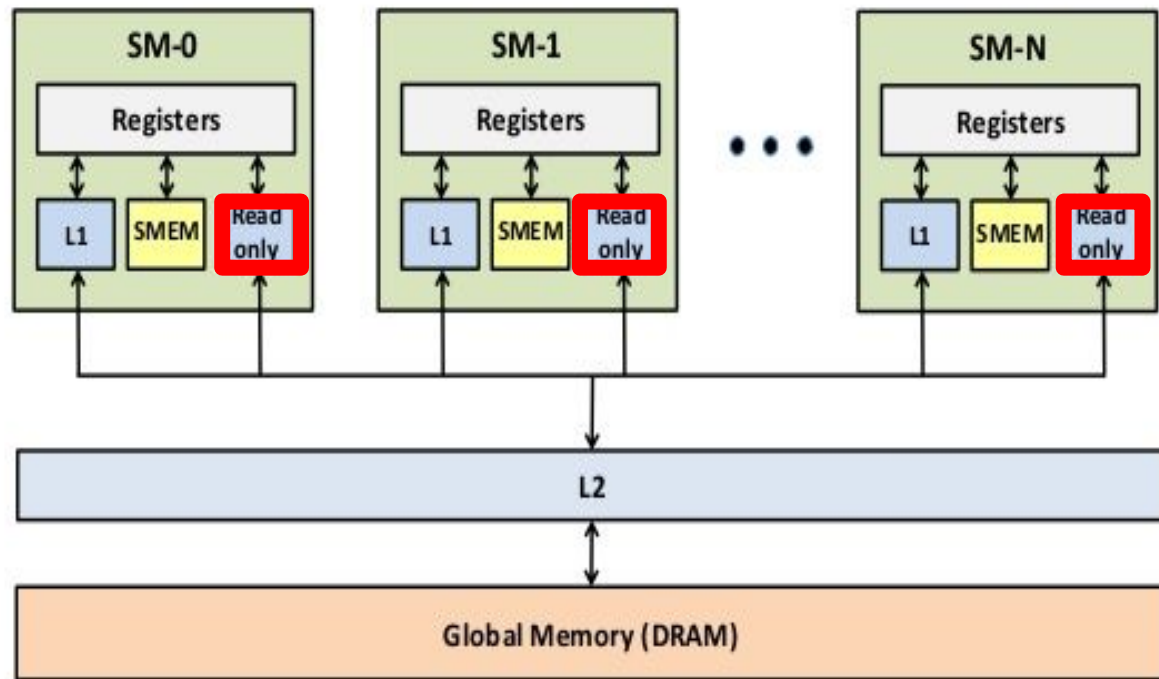 SM-0
SM-1
SM-N
Registers
Registers
Registers
L1
SMEM
Read
only
L1
SMEM
Read
only
L1
SMEM
Read
only
L2
Global Memory (DRAM)